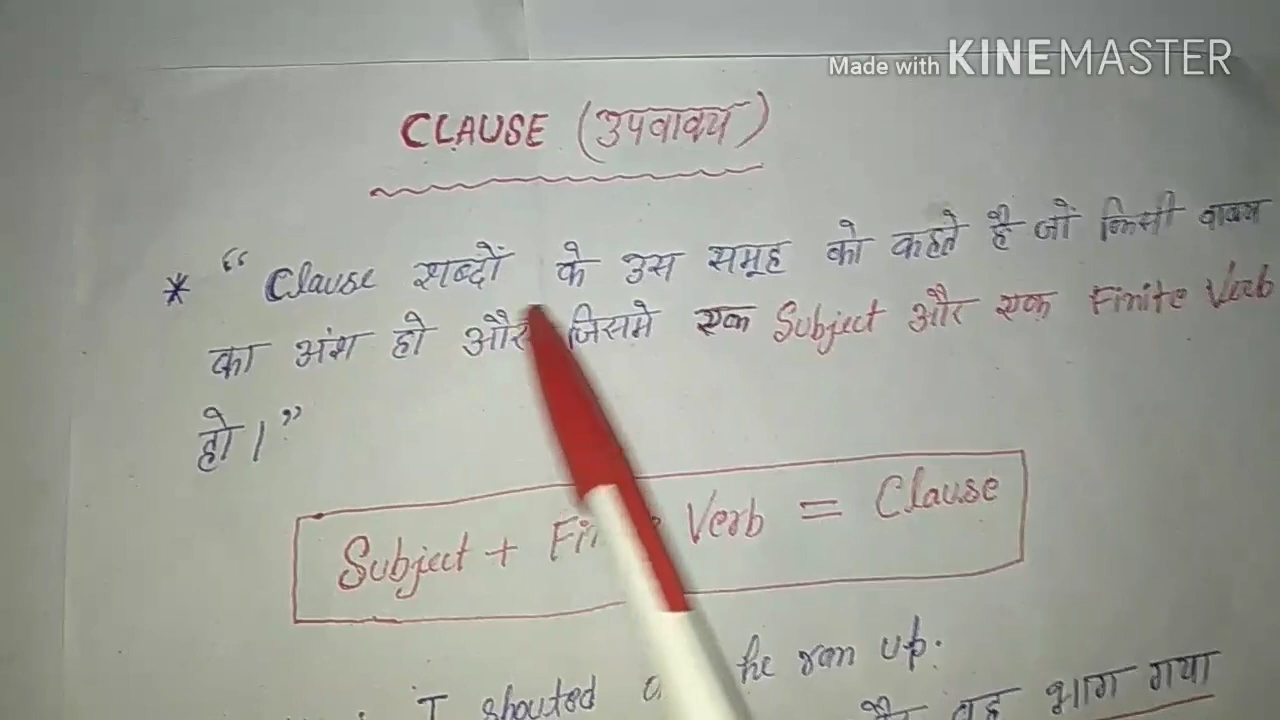 Made with KINEMASTER
CLAUSE (उपवाक्य)
* “ Clause शब्दों के उस समूह को कहते है जो किसी वाक्य
का अंश हो और जिसमे एक Subject और एक Finite Verb
हो।”
Subject + Verb = Clause
I shouted he ran up.
वह भाग गया